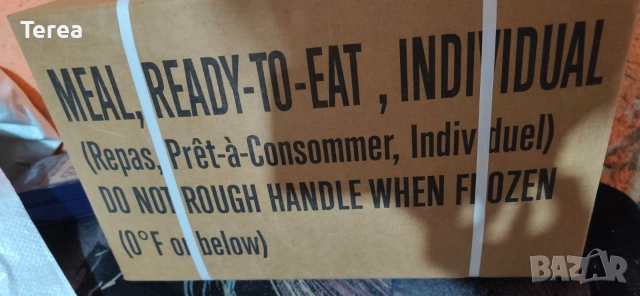 Terea
MEAL, READY-TO-EAT , INDIVIDUAL
(Repas, Prêt-à-Consommer, Individuel)
DO NOT ROUGH HANDLE WHEN FROZEN
(0°F or below)
BAZAR